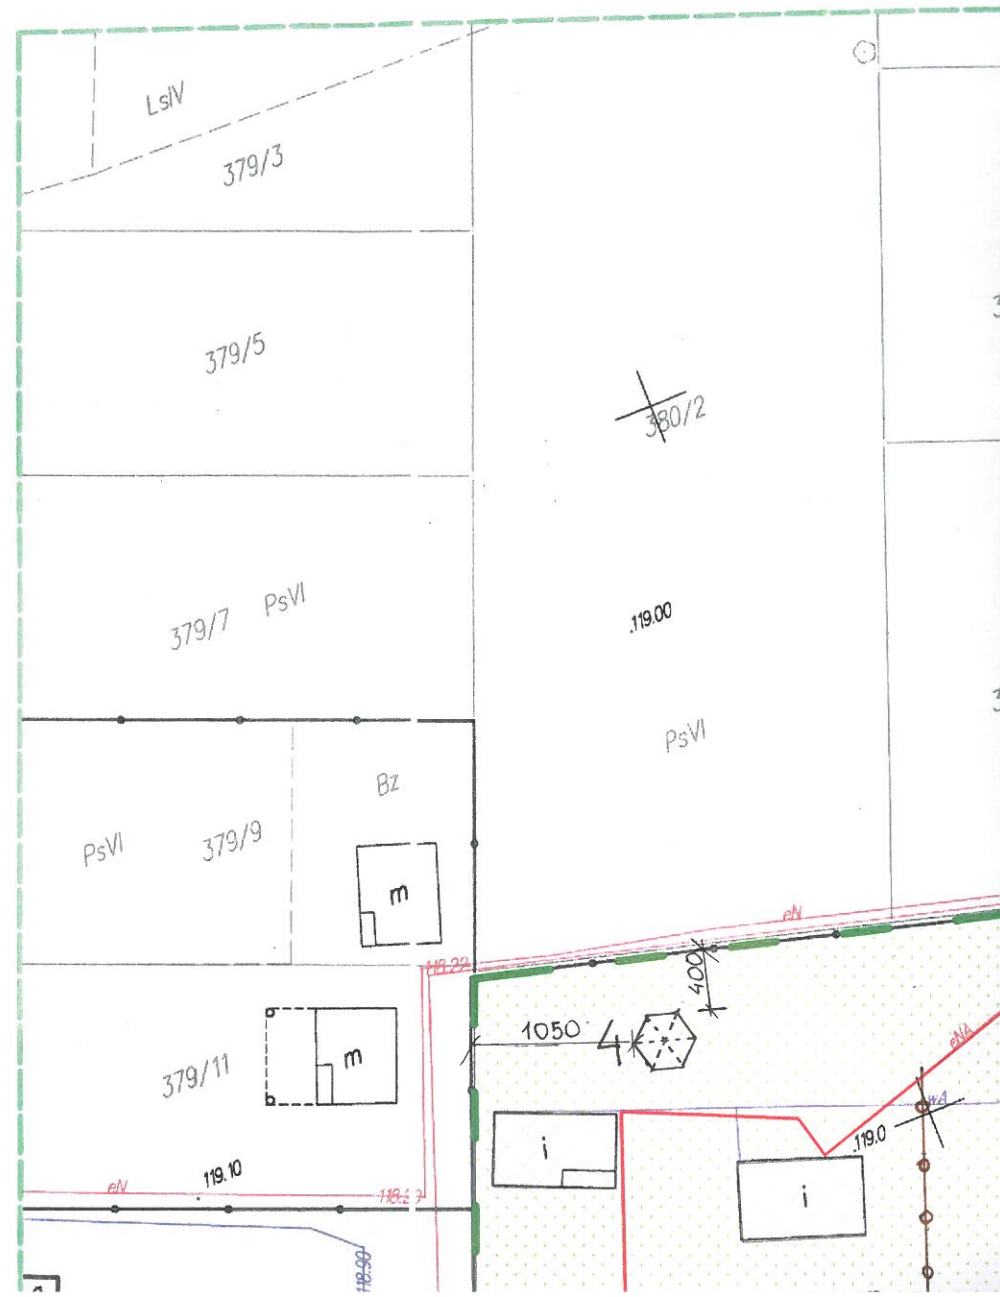 LsIV
379/3
379/5
380/2
379/7 PsVI
.119.00
PsVI
Bz
PsVI 379/9
m
eN
118.22
400
1050 4
m
379/11
eNA
wA
i
.119.0
119.10
i
eN
118.90